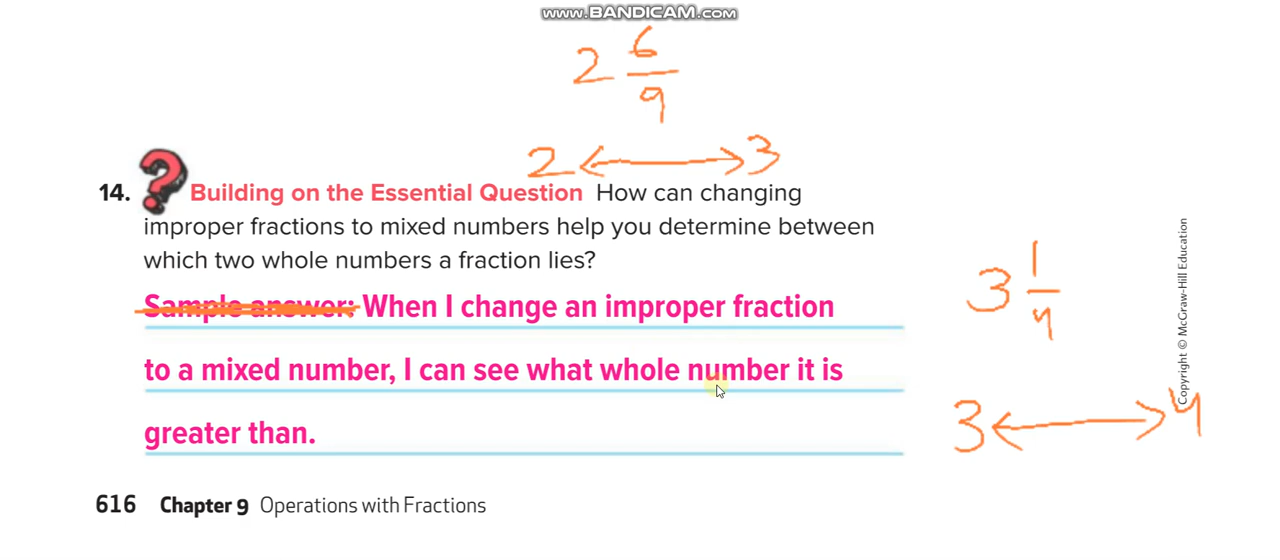 www.BANDICAM.com
2 6/9
2 3
14. Building on the Essential Question How can changing
improper fractions to mixed numbers help you determine between
which two whole numbers a fraction lies?
Sample answer: When I change an improper fraction
to a mixed number, I can see what whole number it is
greater than.
3 1/4
3 4
Copyright © McGraw-Hill Education
616 Chapter 9 Operations with Fractions